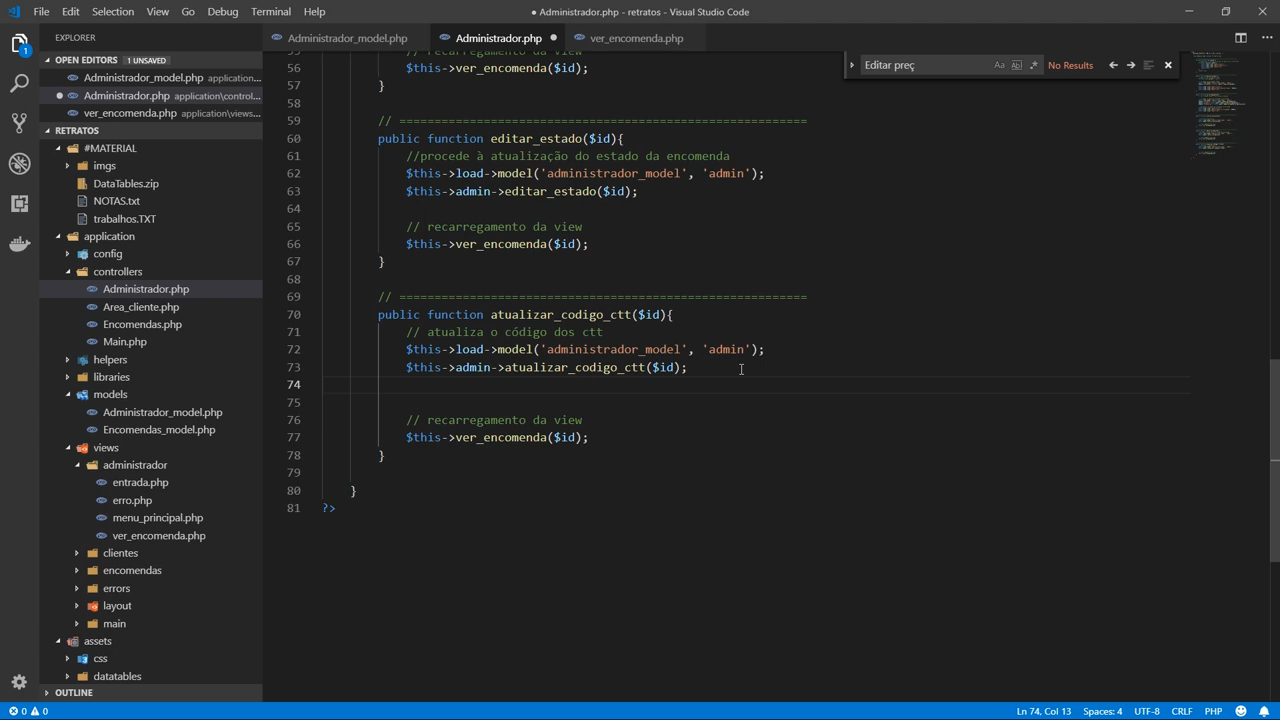 File Edit Selection View Go Debug Terminal Help
● Administrador.php - retratos - Visual Studio Code
EXPLORER
Administrador_model.php
Administrador.php
ver_encomenda.php
OPEN EDITORS 1 UNSAVED
Administrador_model.php application...
Administrador.php application\control...
ver_encomenda.php application\views...
RETRATOS
#MATERIAL
imgs
DataTables.zip
NOTAS.txt
trabalhos.TXT
application
config
controllers
Administrador.php
Area_cliente.php
Encomendas.php
Main.php
helpers
libraries
models
Administrador_model.php
Encomendas_model.php
views
administrador
entrada.php
erro.php
menu_principal.php
ver_encomenda.php
clientes
encomendas
errors
layout
main
assets
css
datatables
OUTLINE
1
Editar preç
Aa Ab| .* No Results
55 // recarregamento da view
56 $this->ver_encomenda($id);
57 }
58
59 // ==========================================================
60 public function editar_estado($id){
61 //procede à atualização do estado da encomenda
62 $this->load->model('administrador_model', 'admin');
63 $this->admin->editar_estado($id);
64
65 // recarregamento da view
66 $this->ver_encomenda($id);
67 }
68
69 // ==========================================================
70 public function atualizar_codigo_ctt($id){
71 // atualiza o código dos ctt
72 $this->load->model('administrador_model', 'admin');
73 $this->admin->atualizar_codigo_ctt($id);
74
75
76 // recarregamento da view
77 $this->ver_encomenda($id);
78 }
79
80 }
81 ?>
0 0
Ln 74, Col 13 Spaces: 4 UTF-8 CRLF PHP